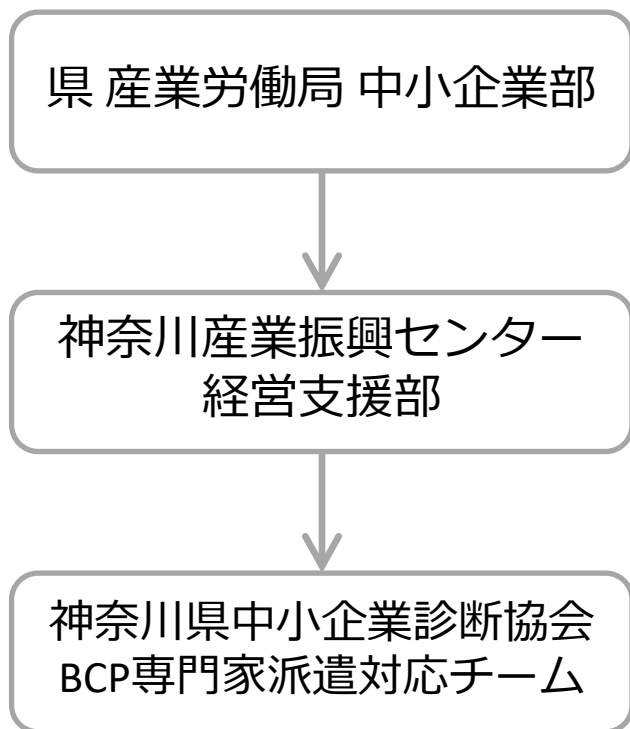 県 産業労働局 中小企業部
神奈川産業振興センター
経営支援部
神奈川県中小企業診断協会
BCP専門家派遣対応チーム